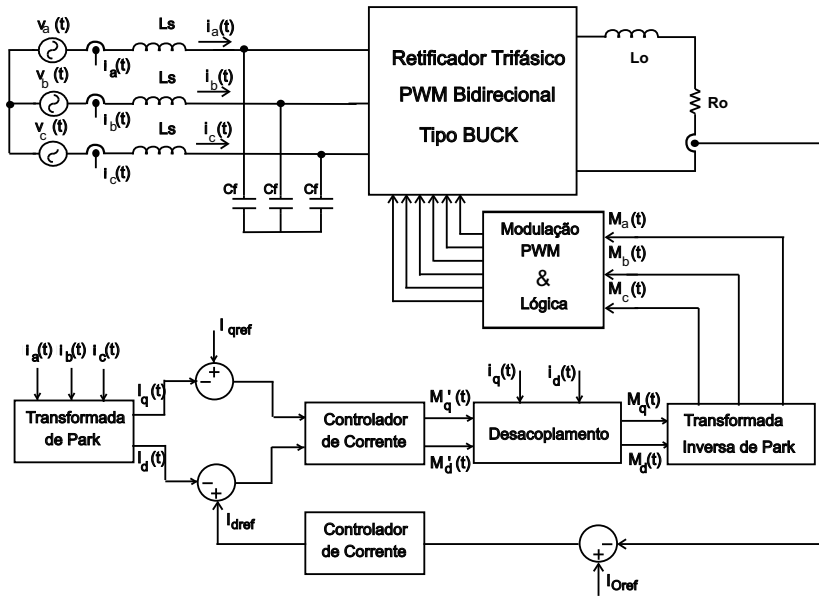 va(t)
Ls
ia(t)
ia(t)
vb(t)
Ls
ib(t)
ib(t)
vc(t)
Ls
ic(t)
ic(t)
Cf
Cf
Cf
Retificador Trifásico
PWM Bidirecional
Tipo BUCK
Lo
Ro
Modulação
PWM
&
Lógica
Ma(t)
Mb(t)
Mc(t)
Iqref
ia(t) ib(t) ic(t)
Transformada
de Park
Iq(t)
Id(t)
− +
− +
Idref
Controlador
de Corrente
Mq'(t)
Md'(t)
iq(t)
id(t)
Desacoplamento
Mq(t)
Md(t)
Transformada
Inversa de Park
Controlador
de Corrente
+ −
IOref